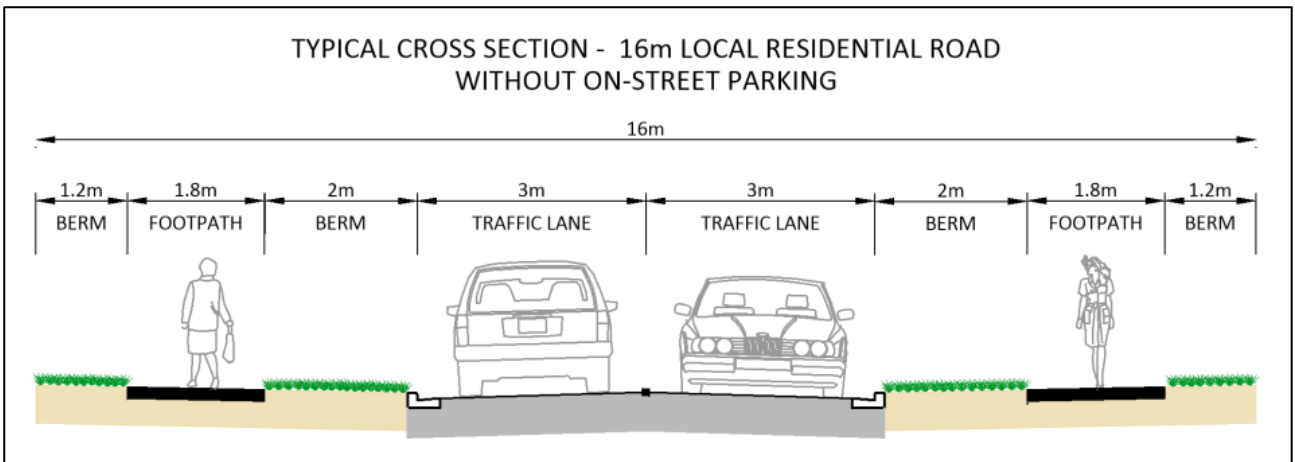 TYPICAL CROSS SECTION - 16m LOCAL RESIDENTIAL ROAD
WITHOUT ON-STREET PARKING
16m
1.2m 1.8m 2m 3m 3m 2m 1.8m 1.2m
BERM FOOTPATH BERM TRAFFIC LANE TRAFFIC LANE BERM FOOTPATH BERM